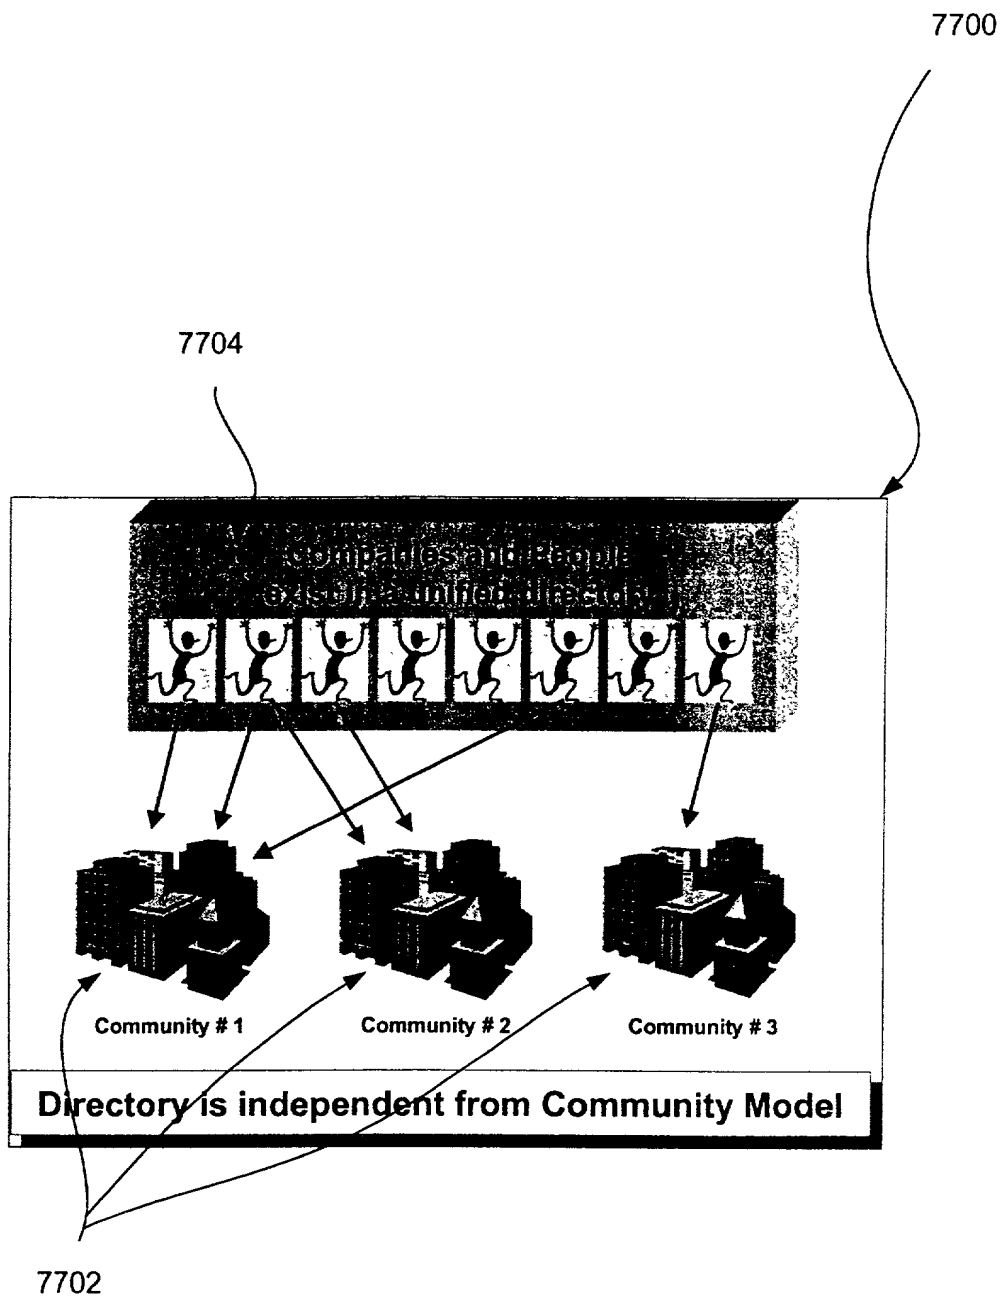 7700
7704
Companies and People
exist in a unified directory
Community # 1
Community # 2
Community # 3
Directory is independent from Community Model
7702